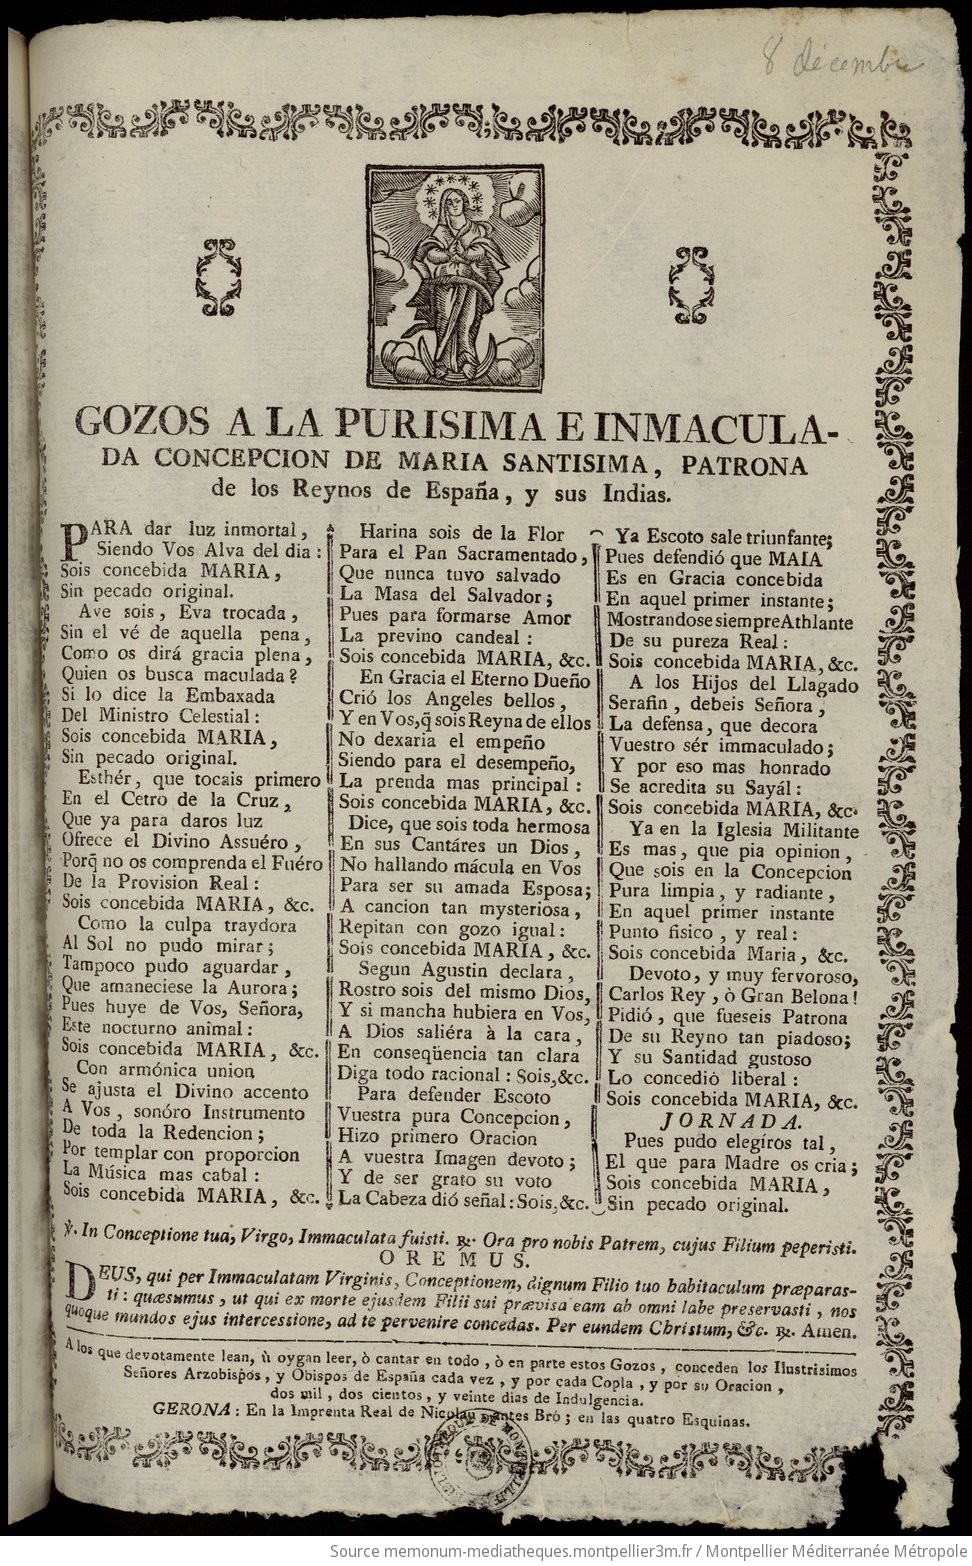 8 décembre
GOZOS A LA PURISIMA E INMACULA-
DA CONCEPCION DE MARIA SANTISIMA, PATRONA
de los Reynos de España, y sus Indias.
PARA dar luz inmortal,
Siendo Vos Alva del dia:
Sois concebida MARIA,
Sin pecado original.
Ave sois, Eva trocada,
Sin el vé de aquella pena,
Como os dirá gracia plena,
Quien os busca maculada?
Si lo dice la Embaxada
Del Ministro Celestial:
Sois concebida MARIA,
Sin pecado original.
Esthér, que tocais primero
En el Cetro de la Cruz,
Que ya para daros luz
Ofrece el Divino Assuéro,
Porq̃ no os comprenda el Fuéro
De la Provision Real:
Sois concebida MARIA, &c.
Como la culpa traydora
Al Sol no pudo mirar;
Tampoco pudo aguardar,
Que amaneciese la Aurora;
Pues huye de Vos, Señora,
Este nocturno animal:
Sois concebida MARIA, &c.
Con armónica union
Se ajusta el Divino accento
A Vos, sonóro Instrumento
De toda la Redencion;
Por templar con proporcion
La Música mas cabal:
Sois concebida MARIA, &c.
Harina sois de la Flor
Para el Pan Sacramentado,
Que nunca tuvo salvado
La Masa del Salvador;
Pues para formarse Amor
La previno candeal:
Sois concebida MARIA, &c.
En Gracia el Eterno Dueño
Crió los Angeles bellos,
Y en Vos, q̃ sois Reyna de ellos
No dexaria el empeño
Siendo para el desempeño,
La prenda mas principal:
Sois concebida MARIA, &c.
Dice, que sois toda hermosa
En sus Cantáres un Dios,
No hallando mácula en Vos
Para ser su amada Esposa;
A cancion tan mysteriosa,
Repitan con gozo igual:
Sois concebida MARIA, &c.
Segun Agustin declara,
Rostro sois del mismo Dios,
Y si mancha hubiera en Vos,
A Dios saliéra à la cara,
En conseqüencia tan clara
Diga todo racional: Sois, &c.
Para defender Escoto
Vuestra pura Concepcion,
Hizo primero Oracion
A vuestra Imagen devoto;
Y de ser grato su voto
La Cabeza dió señal: Sois, &c.
Ya Escoto sale triunfante;
Pues defendió que MAIA
Es en Gracia concebida
En aquel primer instante;
Mostrandose siempre Athlante
De su pureza Real:
Sois concebida MARIA, &c.
A los Hijos del Llagado
Serafin, debeis Señora,
La defensa, que decora
Vuestro sér immaculado;
Y por eso mas honrado
Se acredita su Sayál:
Sois concebida MARIA, &c.
Ya en la Iglesia Militante
Es mas, que pia opinion,
Que sois en la Concepcion
Pura limpia, y radiante,
En aquel primer instante
Punto fisico, y real:
Sois concebida Maria, &c.
Devoto, y muy fervoroso,
Carlos Rey, ò Gran Belona!
Pidió, que fueseis Patrona
De su Reyno tan piadoso;
Y su Santidad gustoso
Lo concedió liberal:
Sois concebida MARIA, &c.
JORNADA.
Pues pudo elegíros tal,
El que para Madre os cria;
Sois concebida MARIA,
Sin pecado original.
℣. In Conceptione tua, Virgo, Immaculata fuisti. ℟. Ora pro nobis Patrem, cujus Filium peperisti.
OREMUS.
DEUS, qui per Immaculatam Virginis, Conceptionem, dignum Filio tuo habitaculum præparas-
ti: quæsumus, ut qui ex morte ejusdem Filii sui prævisa eam ab omni labe preservasti, nos
quoque mundos ejus intercessione, ad te pervenire concedas. Per eundem Christum, &c. ℟. Amen.
A los que devotamente lean, ù oygan leer, ò cantar en todo, ò en parte estos Gozos, conceden los Ilustrisimos
Señores Arzobispos, y Obispos de España cada vez, y por cada Copla, y por su Oracion,
dos mil, dos cientos, y veinte dias de Indulgencia.
GERONA: En la Imprenta Real de Nicolau antes Bró; en las quatro Esquinas.
Source memonum-mediatheques.montpellier3m.fr / Montpellier Méditerranée Métropole